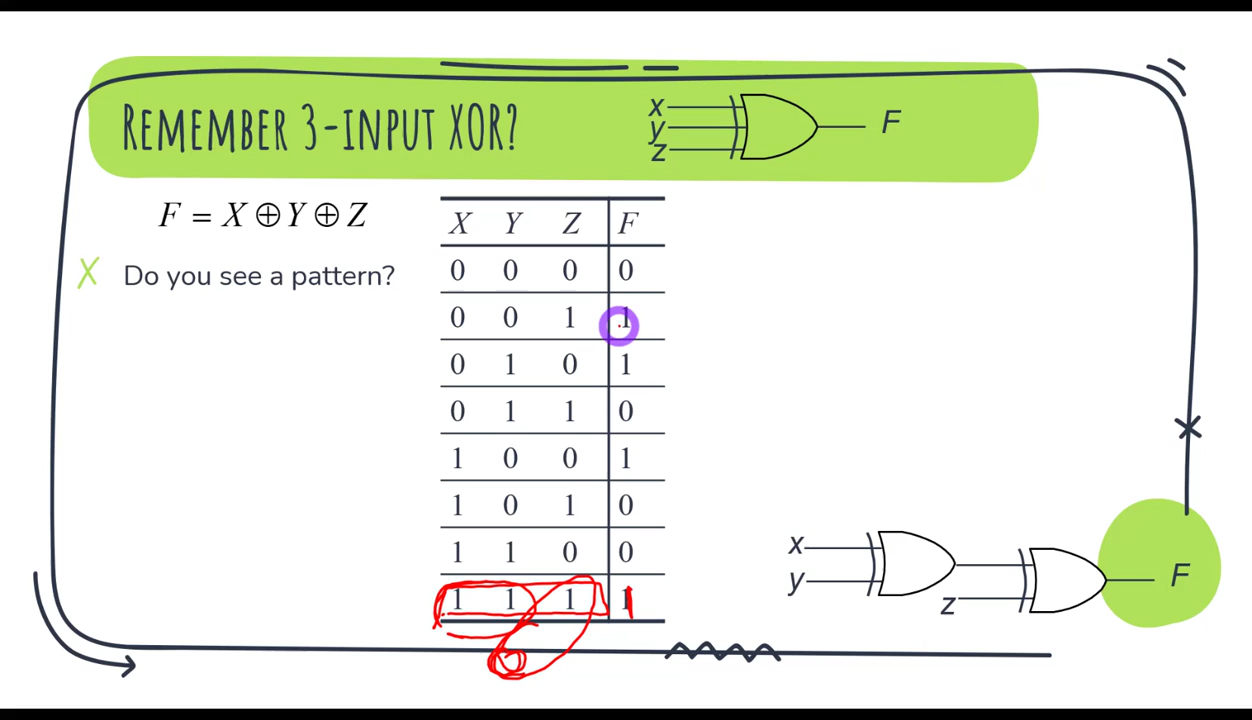 REMEMBER 3-INPUT XOR?
x
y
z
F
F = X ⊕ Y ⊕ Z
X Do you see a pattern?
X Y Z F
0 0 0 0
0 0 1 1
0 1 0 1
0 1 1 0
1 0 0 1
1 0 1 0
1 1 0 0
1 1 1 1
0
x
y
z
F